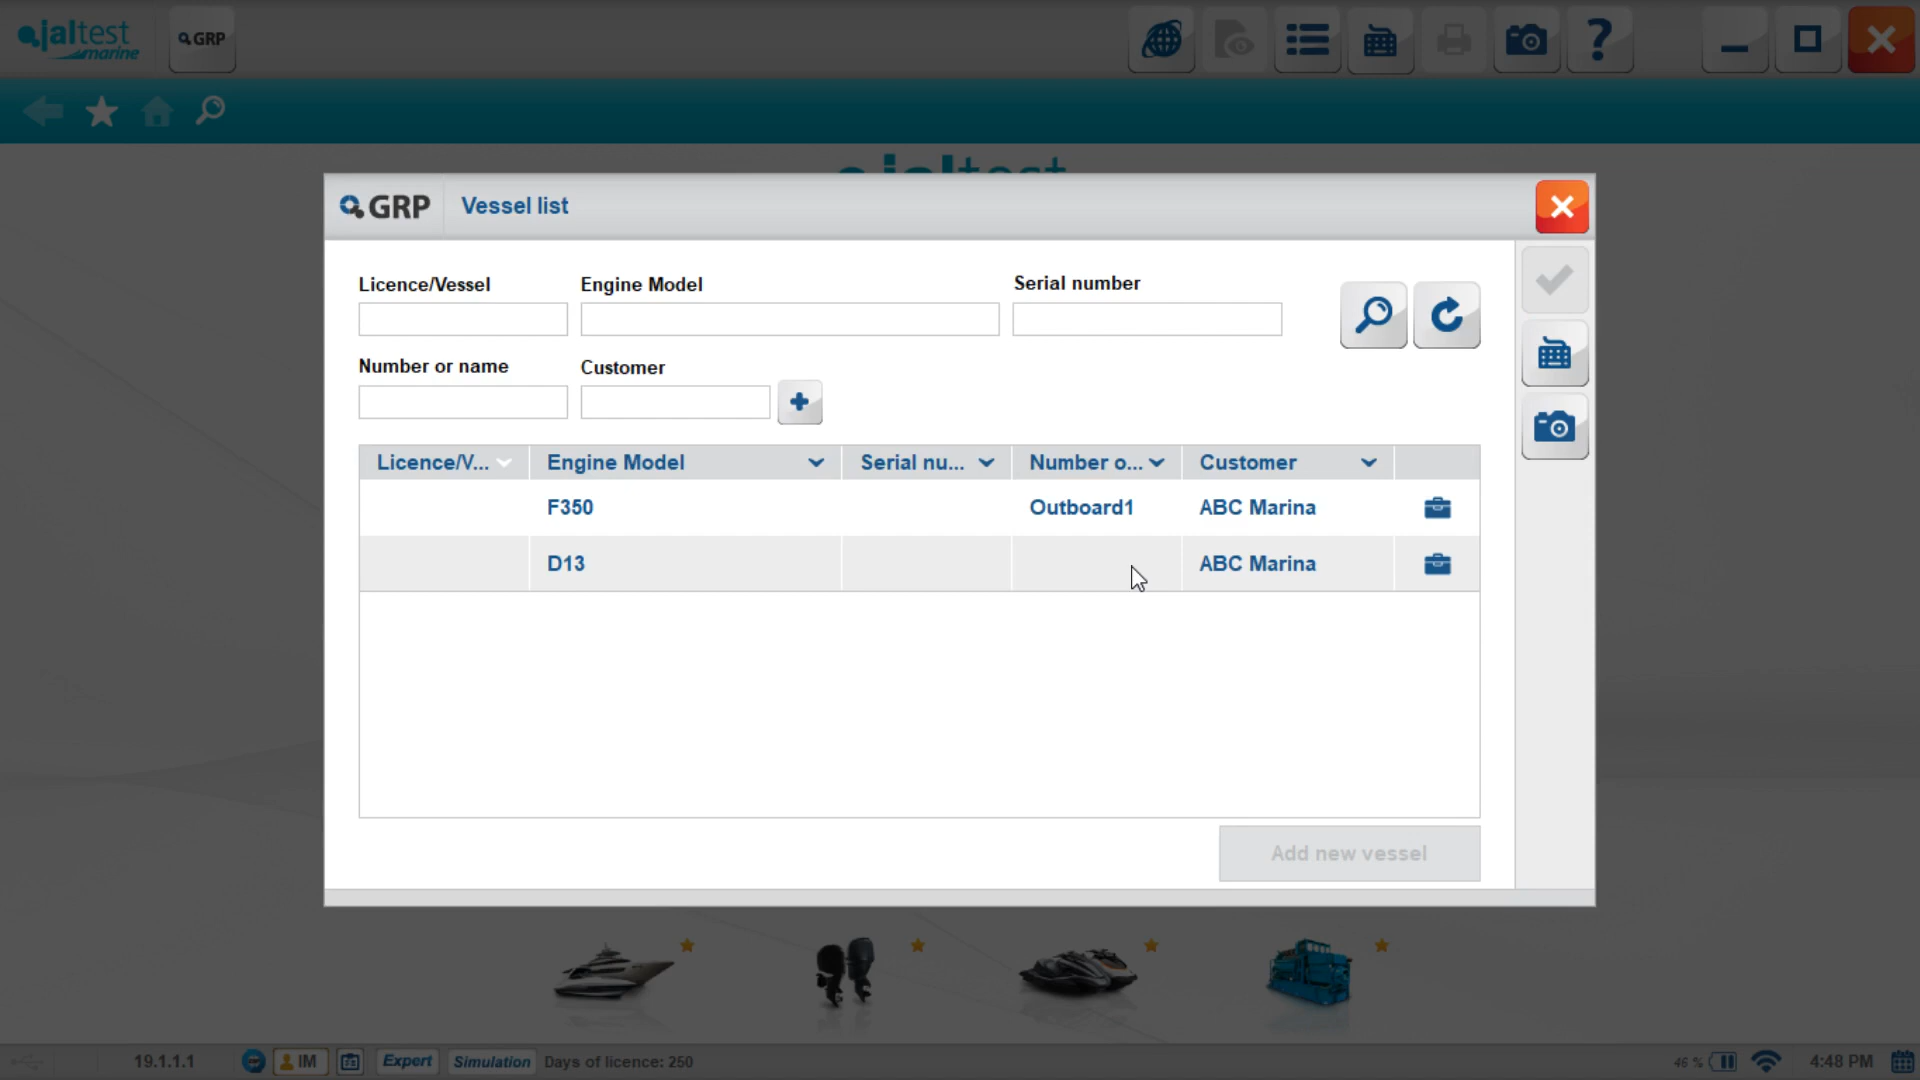 jaltest
marine
GRP
GRP
Vessel list
Licence/Vessel
Engine Model
Serial number
Number or name
Customer
Licence/V...
Engine Model
Serial nu...
Number o...
Customer
F350
Outboard1
ABC Marina
D13
ABC Marina
Add new vessel
19.1.1.1
IM
Expert
Simulation
Days of licence: 250
46 %
4:48 PM